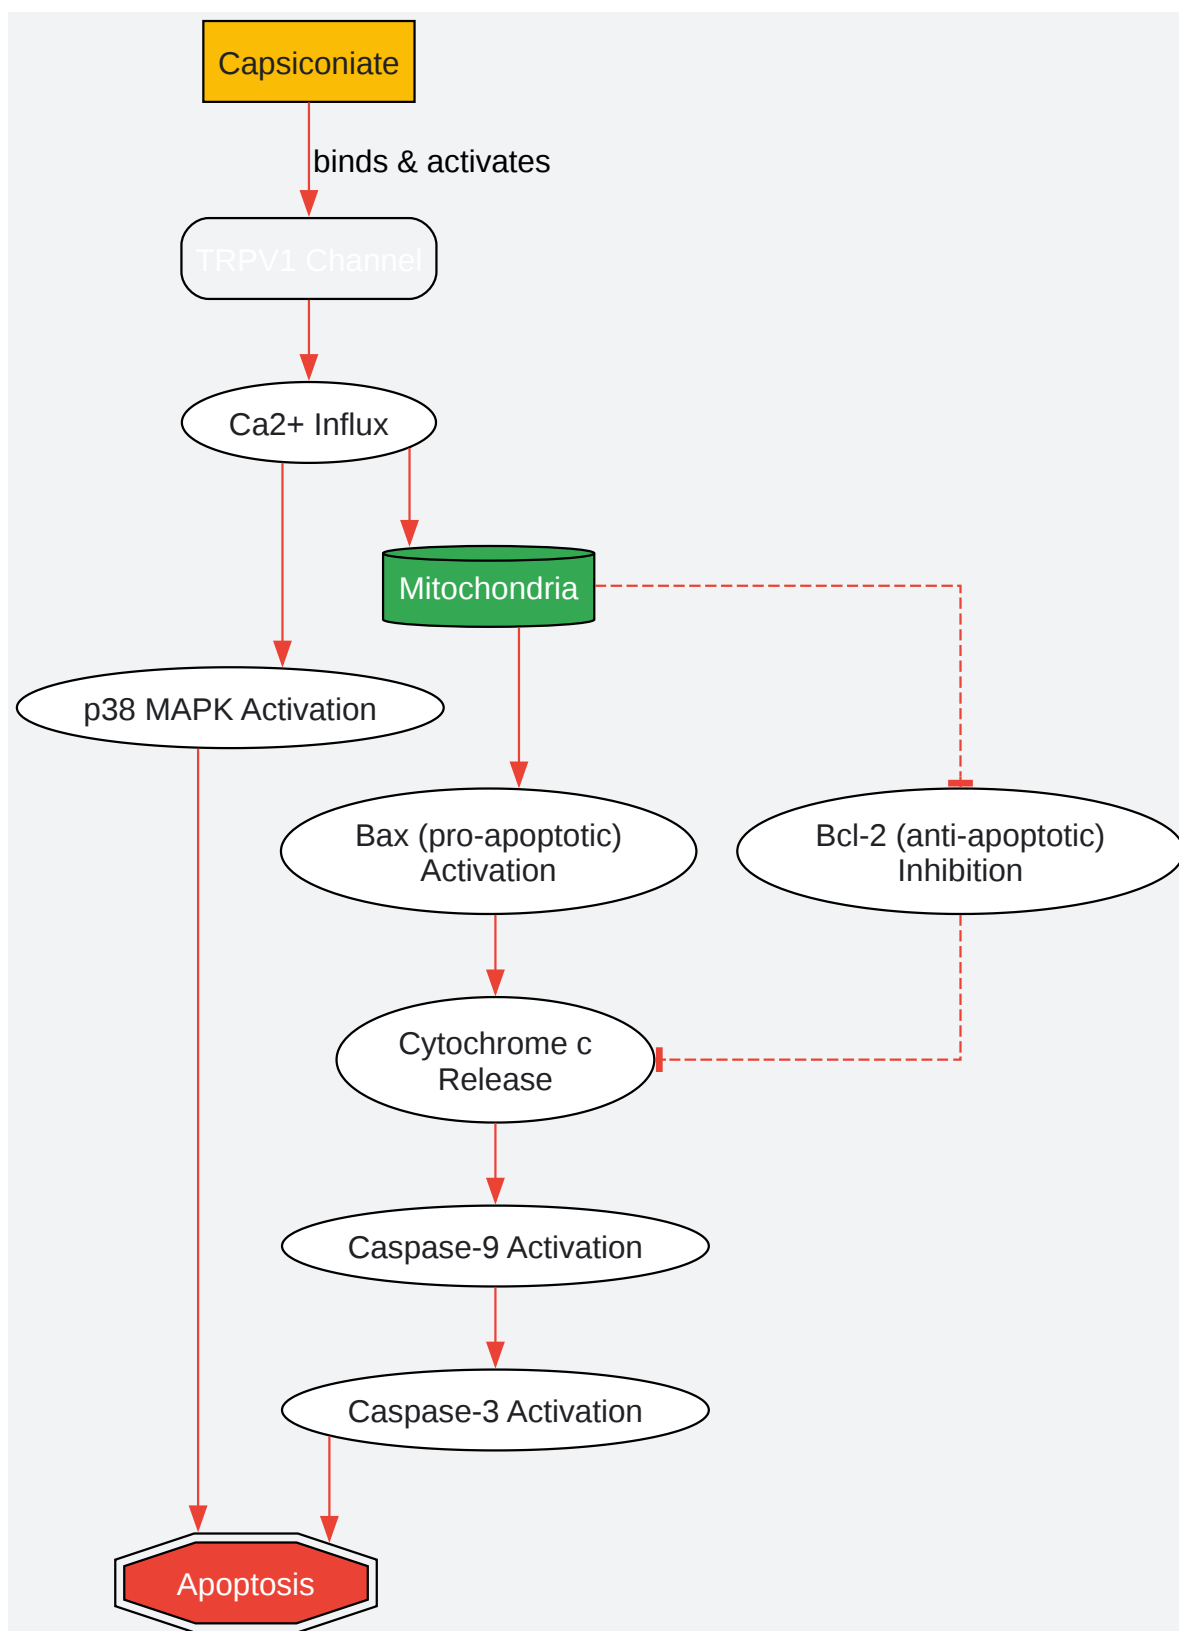 Capsiconiate
binds & activates
TRPV1 Channel
Ca2+ Influx
Mitochondria
p38 MAPK Activation
Bax (pro-apoptotic)
Activation
Bcl-2 (anti-apoptotic)
Inhibition
Cytochrome c
Release
Caspase-9 Activation
Caspase-3 Activation
Apoptosis